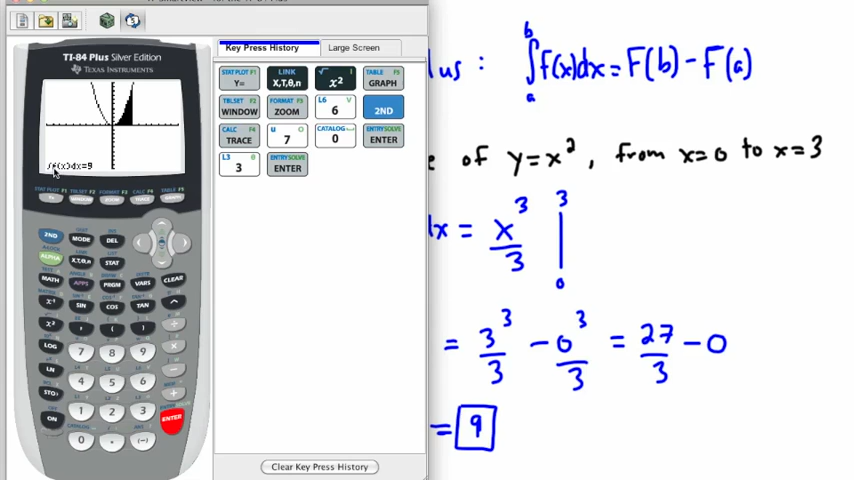 Key Press History
Large Screen
TI-84 Plus Silver Edition
TEXAS INSTRUMENTS
∫f(x)dx=9
STAT PLOT F1
Y=
LINK
X,T,θ,n
√ I
x²
TABLE F5
GRAPH
TBLSET F2
WINDOW
FORMAT F3
ZOOM
L6 V
6
2ND
CALC F4
TRACE
u O
7
CATALOG
0
ENTRY SOLVE
ENTER
L3 θ
3
ENTRY SOLVE
ENTER
2ND
MODE
DEL
ALPHA
X,T,θ,n
STAT
MATH
APPS
PRGM
VARS
CLEAR
x⁻¹
SIN
COS
TAN
^
x²
,
(
)
÷
LOG
7
8
9
×
LN
4
5
6
−
STO▸
1
2
3
+
ON
0
.
(-)
ENTER
Clear Key Press History
lus : ∫ₐᵇ f(x)dx = F(b) - F(a)
e of y=x², from x=0 to x=3
dx = x³/3 |₀³
= 3³/3 - 0³/3 = 27/3 - 0
= 9